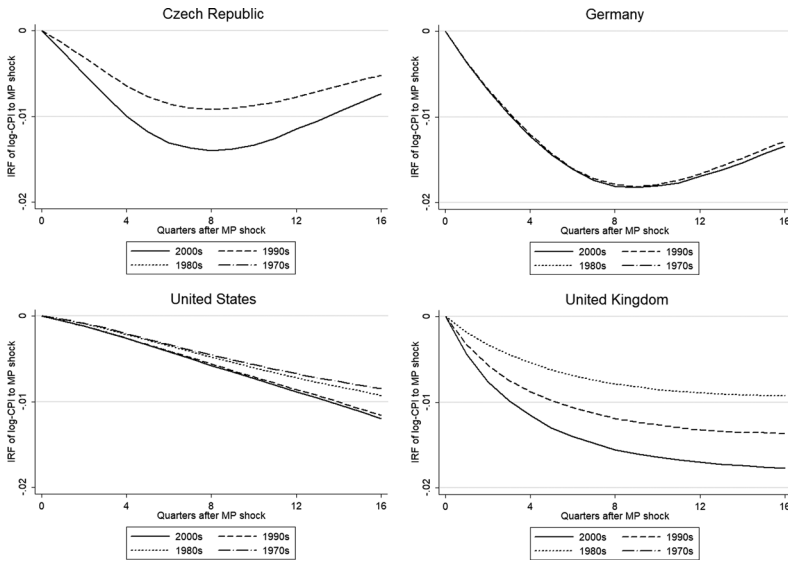 Czech Republic
IRF of log-CPI to MP shock
0
-.01
-.02
0 4 8 12 16
Quarters after MP shock
2000s 1990s
1980s 1970s
Germany
IRF of log-CPI to MP shock
0
-.01
-.02
0 4 8 12 16
Quarters after MP shock
2000s 1990s
1980s 1970s
United States
IRF of log-CPI to MP shock
0
-.01
-.02
0 4 8 12 16
Quarters after MP shock
2000s 1990s
1980s 1970s
United Kingdom
IRF of log-CPI to MP shock
0
-.01
-.02
0 4 8 12 16
Quarters after MP shock
2000s 1990s
1980s 1970s